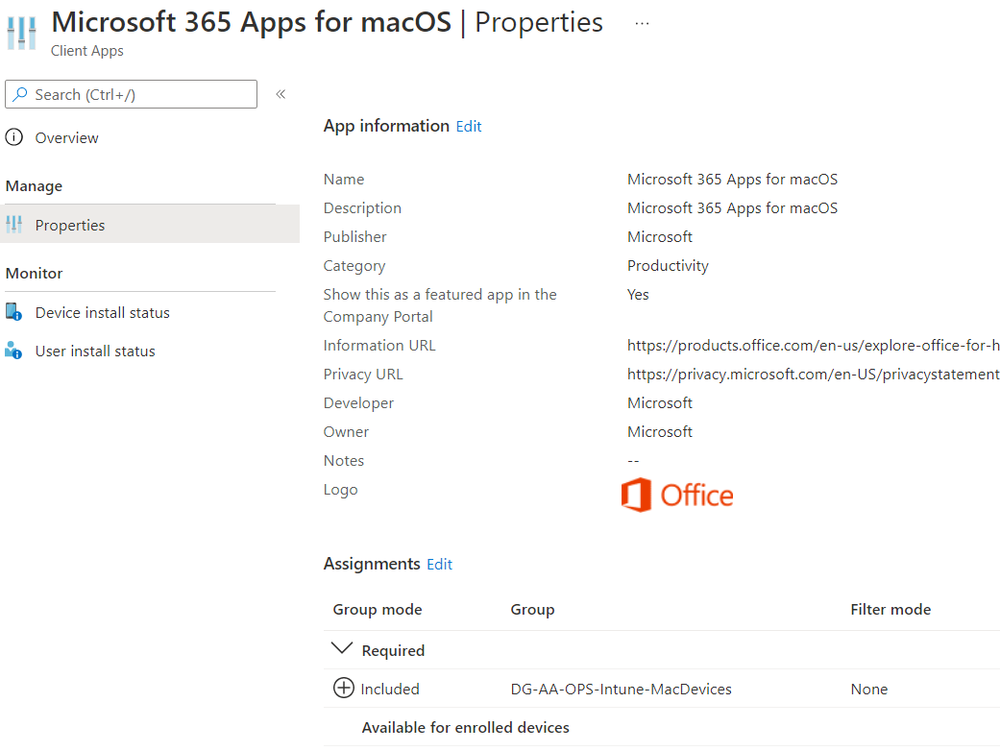 Microsoft 365 Apps for macOS | Properties ...
Client Apps
Search (Ctrl+/)
«
Overview
Manage
Properties
Monitor
Device install status
User install status
App information Edit
Name Microsoft 365 Apps for macOS
Description Microsoft 365 Apps for macOS
Publisher Microsoft
Category Productivity
Show this as a featured app in the Yes
Company Portal
Information URL https://products.office.com/en-us/explore-office-for-h
Privacy URL https://privacy.microsoft.com/en-US/privacystatement
Developer Microsoft
Owner Microsoft
Notes --
Logo Office
Assignments Edit
Group mode Group Filter mode
Required
Included DG-AA-OPS-Intune-MacDevices None
Available for enrolled devices